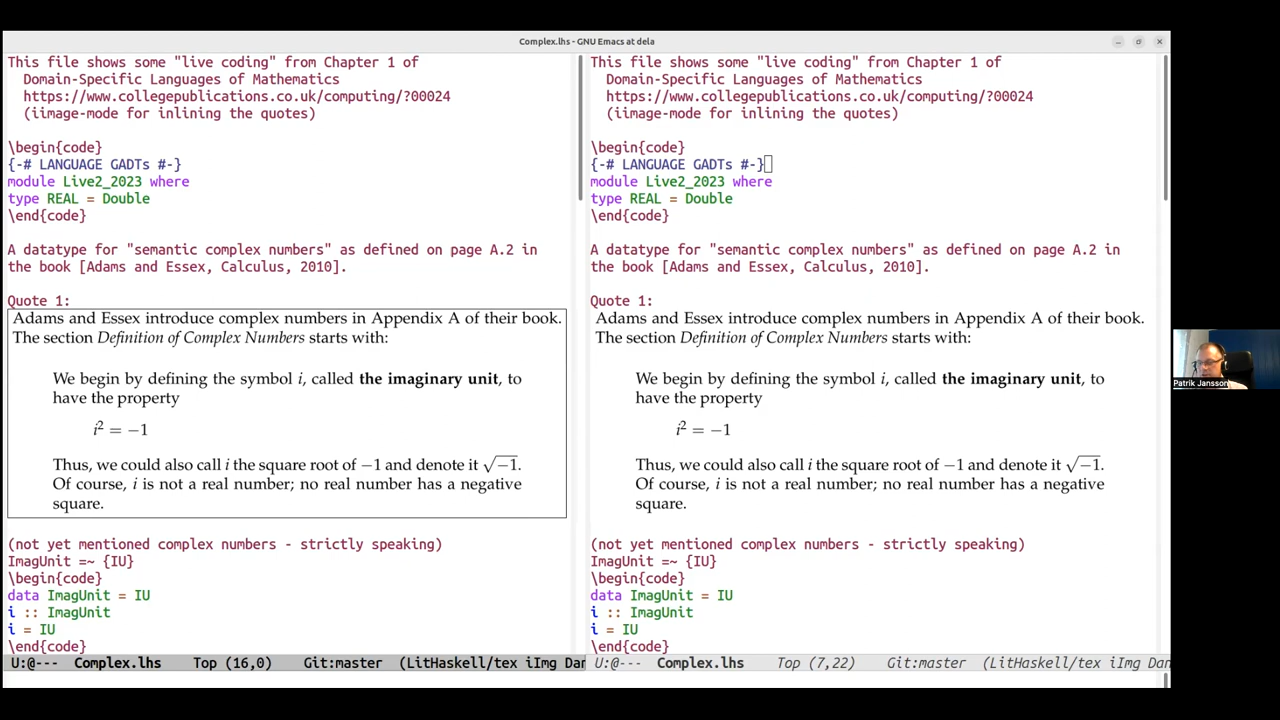 Complex.lhs - GNU Emacs at dela
This file shows some "live coding" from Chapter 1 of
Domain-Specific Languages of Mathematics
https://www.collegepublications.co.uk/computing/?00024
(iimage-mode for inlining the quotes)
\begin{code}
{-# LANGUAGE GADTs #-}
module Live2_2023 where
type REAL = Double
\end{code}
A datatype for "semantic complex numbers" as defined on page A.2 in
the book [Adams and Essex, Calculus, 2010].
Quote 1:
Adams and Essex introduce complex numbers in Appendix A of their book.
The section Definition of Complex Numbers starts with:
We begin by defining the symbol i, called the imaginary unit, to
have the property
i² = −1
Thus, we could also call i the square root of −1 and denote it √−1.
Of course, i is not a real number; no real number has a negative
square.
(not yet mentioned complex numbers - strictly speaking)
ImagUnit =~ {IU}
\begin{code}
data ImagUnit = IU
i :: ImagUnit
i = IU
\end{code}
U:@--- Complex.lhs Top (16,0) Git:master (LitHaskell/tex iImg Dan
This file shows some "live coding" from Chapter 1 of
Domain-Specific Languages of Mathematics
https://www.collegepublications.co.uk/computing/?00024
(iimage-mode for inlining the quotes)
\begin{code}
{-# LANGUAGE GADTs #-}
module Live2_2023 where
type REAL = Double
\end{code}
A datatype for "semantic complex numbers" as defined on page A.2 in
the book [Adams and Essex, Calculus, 2010].
Quote 1:
Adams and Essex introduce complex numbers in Appendix A of their book.
The section Definition of Complex Numbers starts with:
We begin by defining the symbol i, called the imaginary unit, to
have the property
i² = −1
Thus, we could also call i the square root of −1 and denote it √−1.
Of course, i is not a real number; no real number has a negative
square.
(not yet mentioned complex numbers - strictly speaking)
ImagUnit =~ {IU}
\begin{code}
data ImagUnit = IU
i :: ImagUnit
i = IU
\end{code}
U:@--- Complex.lhs Top (7,22) Git:master (LitHaskell/tex iImg Dan
Patrik Jansson